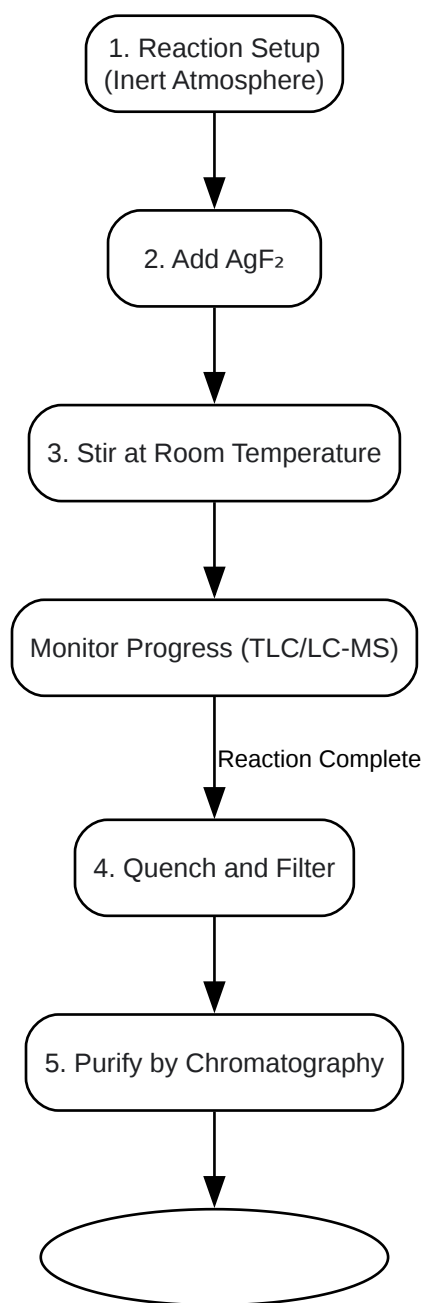 1. Reaction Setup
(Inert Atmosphere)
2. Add AgF₂
3. Stir at Room Temperature
Monitor Progress (TLC/LC-MS)
Reaction Complete
4. Quench and Filter
5. Purify by Chromatography